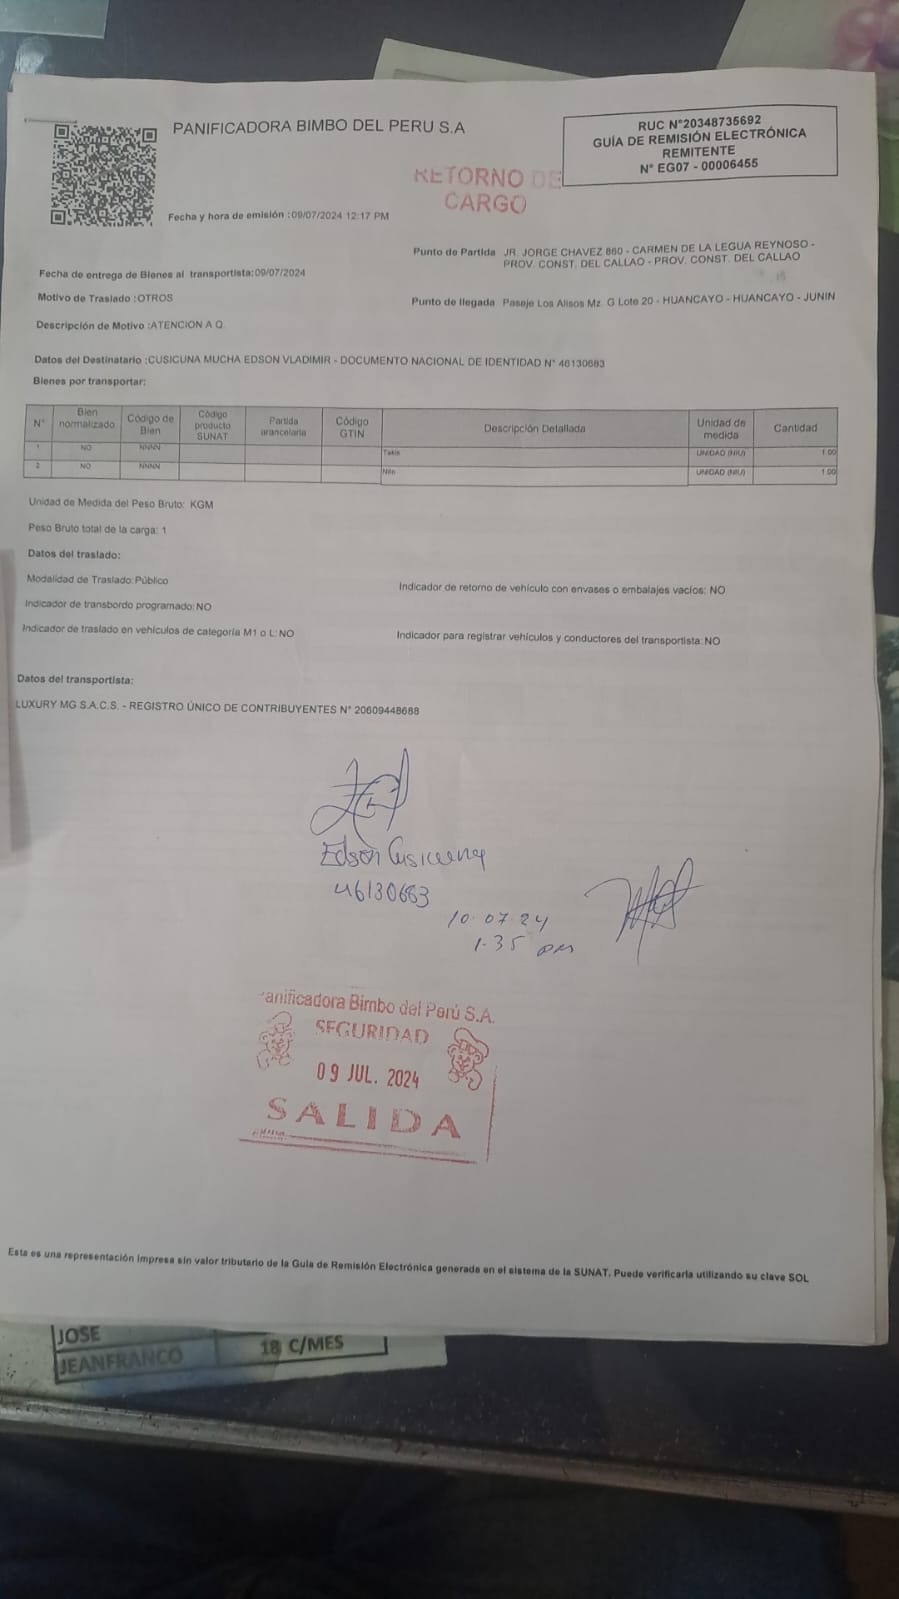 PANIFICADORA BIMBO DEL PERU S.A
RUC N°20348735692
GUÍA DE REMISIÓN ELECTRÓNICA
REMITENTE
N° EG07 - 00006455
RETORNO DE
CARGO
Fecha y hora de emisión :09/07/2024 12:17 PM
Punto de Partida JR. JORGE CHAVEZ 860 - CARMEN DE LA LEGUA REYNOSO -
PROV. CONST. DEL CALLAO - PROV. CONST. DEL CALLAO
Fecha de entrega de Bienes al transportista:09/07/2024
Motivo de Traslado :OTROS
Punto de llegada Pasaje Los Alisos Mz. G Lote 20 - HUANCAYO - HUANCAYO - JUNIN
Descripción de Motivo :ATENCION A Q
Datos del Destinatario :CUSICUNA MUCHA EDSON VLADIMIR - DOCUMENTO NACIONAL DE IDENTIDAD N° 46130683
Bienes por transportar:
N° Bien normalizado Código de Bien Código producto SUNAT Partida arancelaria Código GTIN Descripción Detallada Unidad de medida Cantidad
1 NO NNNN Takis UNIDAD (NIU) 1.00
2 NO NNNN UNIDAD (NIU) 1.00
Unidad de Medida del Peso Bruto: KGM
Peso Bruto total de la carga: 1
Datos del traslado:
Modalidad de Traslado: Público
Indicador de retorno de vehículo con envases o embalajes vacíos: NO
Indicador de transbordo programado: NO
Indicador de traslado en vehículos de categoría M1 o L: NO
Indicador para registrar vehículos y conductores del transportista: NO
Datos del transportista:
LUXURY MG S.A.C.S. - REGISTRO ÚNICO DE CONTRIBUYENTES N° 20609448688
Edson Cusicuna
46130683
10.07.24
1.35 pm
Panificadora Bimbo del Perú S.A.
SEGURIDAD
09 JUL. 2024
SALIDA
Esta es una representación impresa sin valor tributario de la Guía de Remisión Electrónica generada en el sistema de la SUNAT. Puede verificarla utilizando su clave SOL
JOSE
JEANFRANCO 18 C/MES